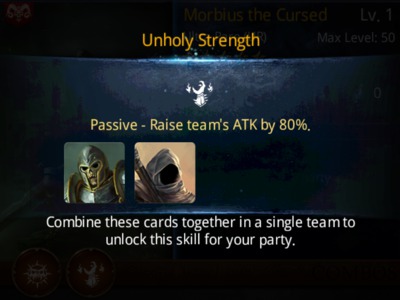 Morbius the Cursed Lv. 1
Unholy Strength
Max Level: 50
0
Passive - Raise team's ATK by 80%.
Combine these cards together in a single team to
unlock this skill for your party.